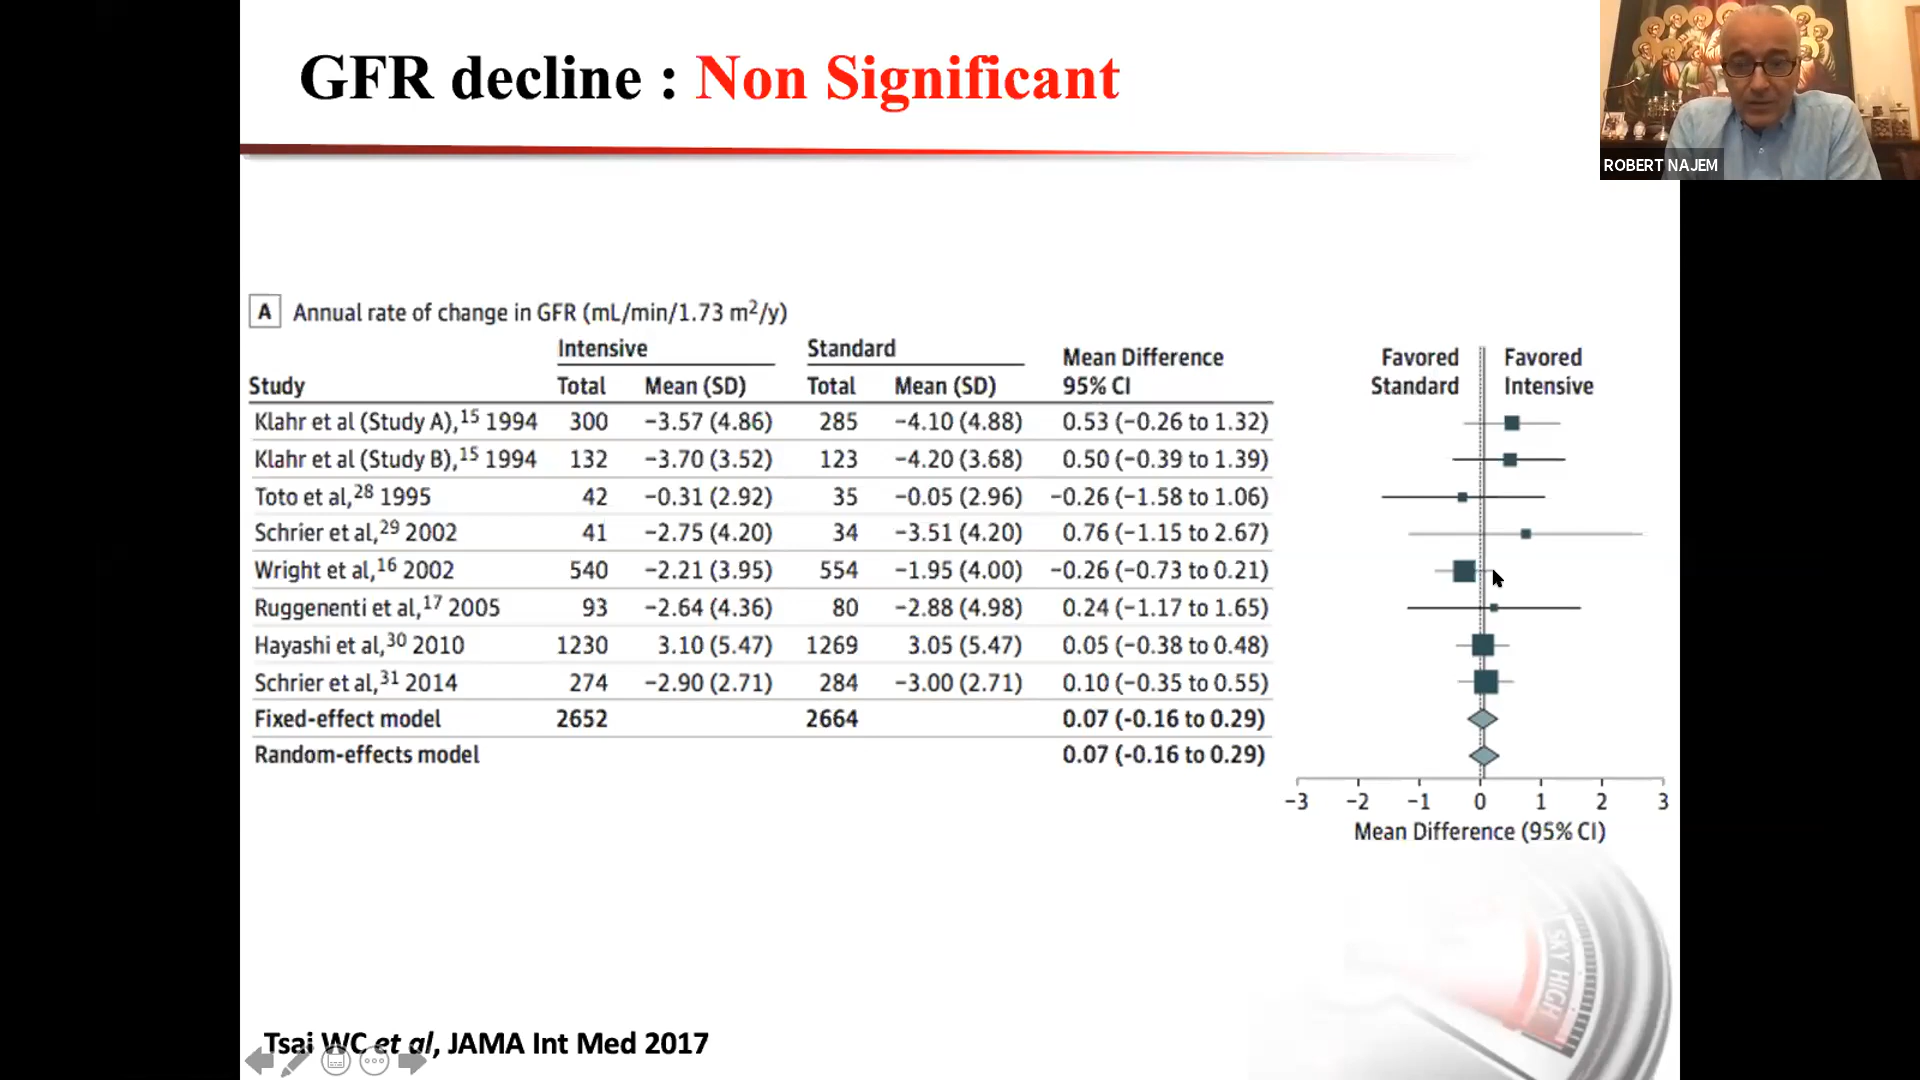 GFR decline : Non Significant
ROBERT NAJEM
A Annual rate of change in GFR (mL/min/1.73 m²/y)
Intensive Standard Mean Difference Favored Favored
Study Total Mean (SD) Total Mean (SD) 95% CI Standard Intensive
Klahr et al (Study A),¹⁵ 1994 300 −3.57 (4.86) 285 −4.10 (4.88) 0.53 (−0.26 to 1.32)
Klahr et al (Study B),¹⁵ 1994 132 −3.70 (3.52) 123 −4.20 (3.68) 0.50 (−0.39 to 1.39)
Toto et al,²⁸ 1995 42 −0.31 (2.92) 35 −0.05 (2.96) −0.26 (−1.58 to 1.06)
Schrier et al,²⁹ 2002 41 −2.75 (4.20) 34 −3.51 (4.20) 0.76 (−1.15 to 2.67)
Wright et al,¹⁶ 2002 540 −2.21 (3.95) 554 −1.95 (4.00) −0.26 (−0.73 to 0.21)
Ruggenenti et al,¹⁷ 2005 93 −2.64 (4.36) 80 −2.88 (4.98) 0.24 (−1.17 to 1.65)
Hayashi et al,³⁰ 2010 1230 3.10 (5.47) 1269 3.05 (5.47) 0.05 (−0.38 to 0.48)
Schrier et al,³¹ 2014 274 −2.90 (2.71) 284 −3.00 (2.71) 0.10 (−0.35 to 0.55)
Fixed-effect model 2652 2664 0.07 (-0.16 to 0.29)
Random-effects model 0.07 (-0.16 to 0.29)
−3 −2 −1 0 1 2 3
Mean Difference (95% CI)
SKY HIGH
Tsai WC et al, JAMA Int Med 2017